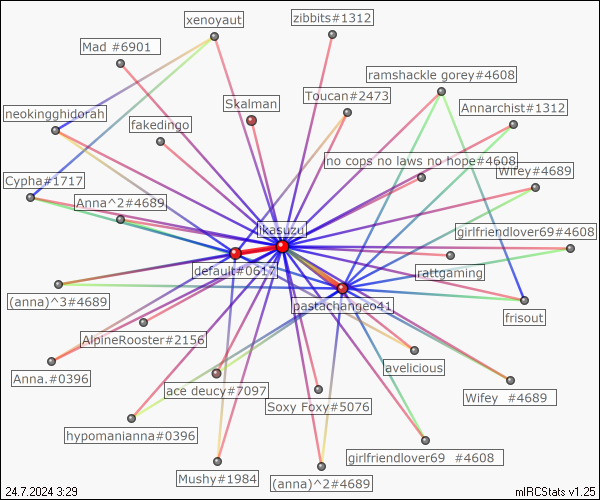 xenoyaut
zibbits#1312
Mad #6901
ramshackle gorey#4608
Toucan#2473
Skalman
Annarchist#1312
neokingghidorah
fakedingo
no cops no laws no hope#4608
Wifey#4689
Cypha#1717
Anna^2#4689
ikasuzu
girlfriendlover69#4608
default#0617
rattgaming
(anna)^3#4689
pastachangeo41
frisout
AlpineRooster#2156
avelicious
Anna.#0396
ace deucy#7097
Wifey #4689
Soxy Foxy#5076
hypomanianna#0396
girlfriendlover69 #4608
Mushy#1984
(anna)^2#4689
24.7.2024 3:29
mIRCStats v1.25